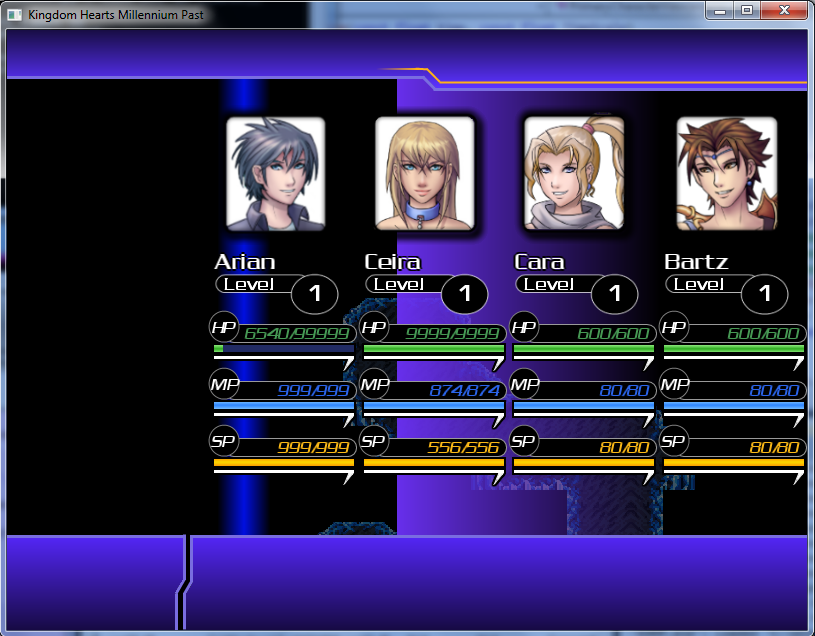 Kingdom Hearts Millennium Past
Arian Ceira Cara Bartz
Level 1 Level 1 Level 1 Level 1
HP 6540/99999 HP 9999/9999 HP 600/600 HP 600/600
MP 999/999 MP 874/874 MP 80/80 MP 80/80
SP 999/999 SP 556/556 SP 80/80 SP 80/80